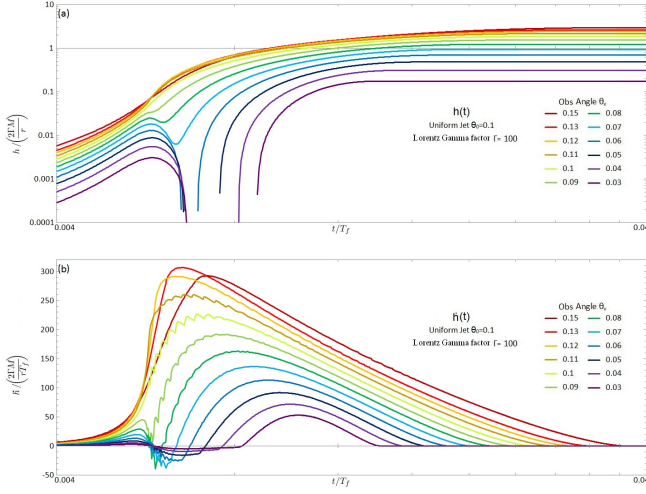 (a)
10
1
0.1
0.01
0.001
0.0001
h /(2ΓM/r)
h(t)
Uniform Jet θ₀=0.1
Lorentz Gamma factor Γ= 100
Obs Angle θᵥ
0.15 0.08
0.13 0.07
0.12 0.06
0.11 0.05
0.1 0.04
0.09 0.03
0.004 t/T_f 0.04
(b)
300
250
200
150
100
50
0
-50
ḣ /(2ΓM/rT_f)
ḣ(t)
Uniform Jet θ₀=0.1
Lorentz Gamma factor Γ= 100
Obs Angle θᵥ
0.15 0.08
0.13 0.07
0.12 0.06
0.11 0.05
0.1 0.04
0.09 0.03
0.004 t/T_f 0.04